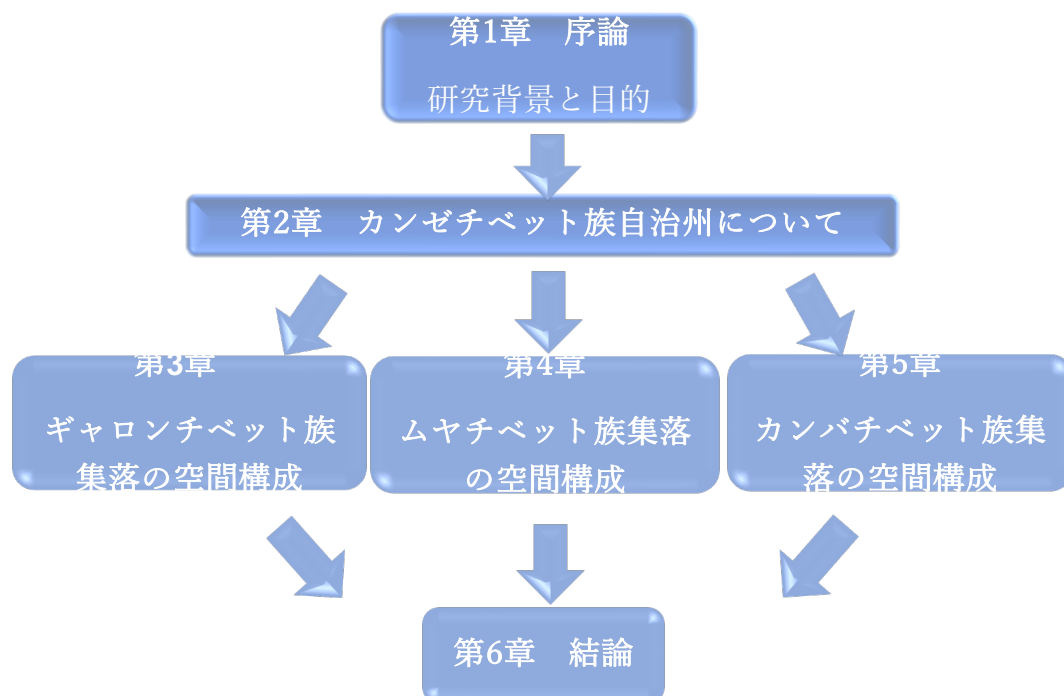 第1章　序論
研究背景と目的
第2章　カンゼチベット族自治州について
第3章
ギャロンチベット族
集落の空間構成
第4章
ムヤチベット族集落
の空間構成
第5章
カンバチベット族集
落の空間構成
第6章　結論